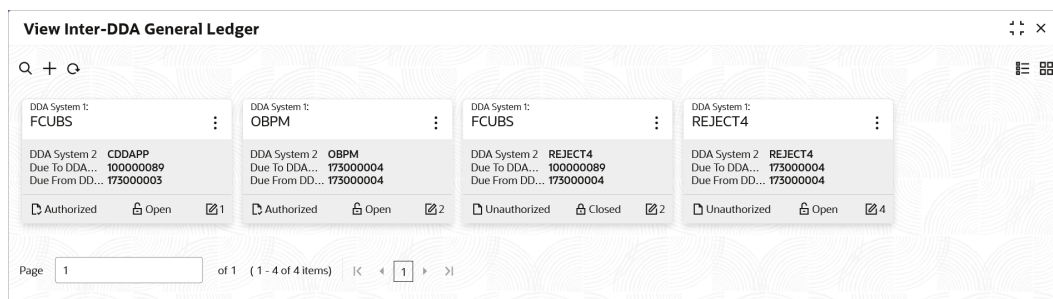 View Inter-DDA General Ledger
DDA System 1:
FCUBS
DDA System 2 CDDAPP
Due To DDA... 100000089
Due From DD... 173000003
Authorized Open 1
DDA System 1:
OBPM
DDA System 2 OBPM
Due To DDA... 173000004
Due From DD... 173000004
Authorized Open 2
DDA System 1:
FCUBS
DDA System 2 REJECT4
Due To DDA... 100000089
Due From DD... 173000004
Unauthorized Closed 2
DDA System 1:
REJECT4
DDA System 2 REJECT4
Due To DDA... 173000004
Due From DD... 173000004
Unauthorized Open 4
Page 1 of 1 ( 1 - 4 of 4 items) 1